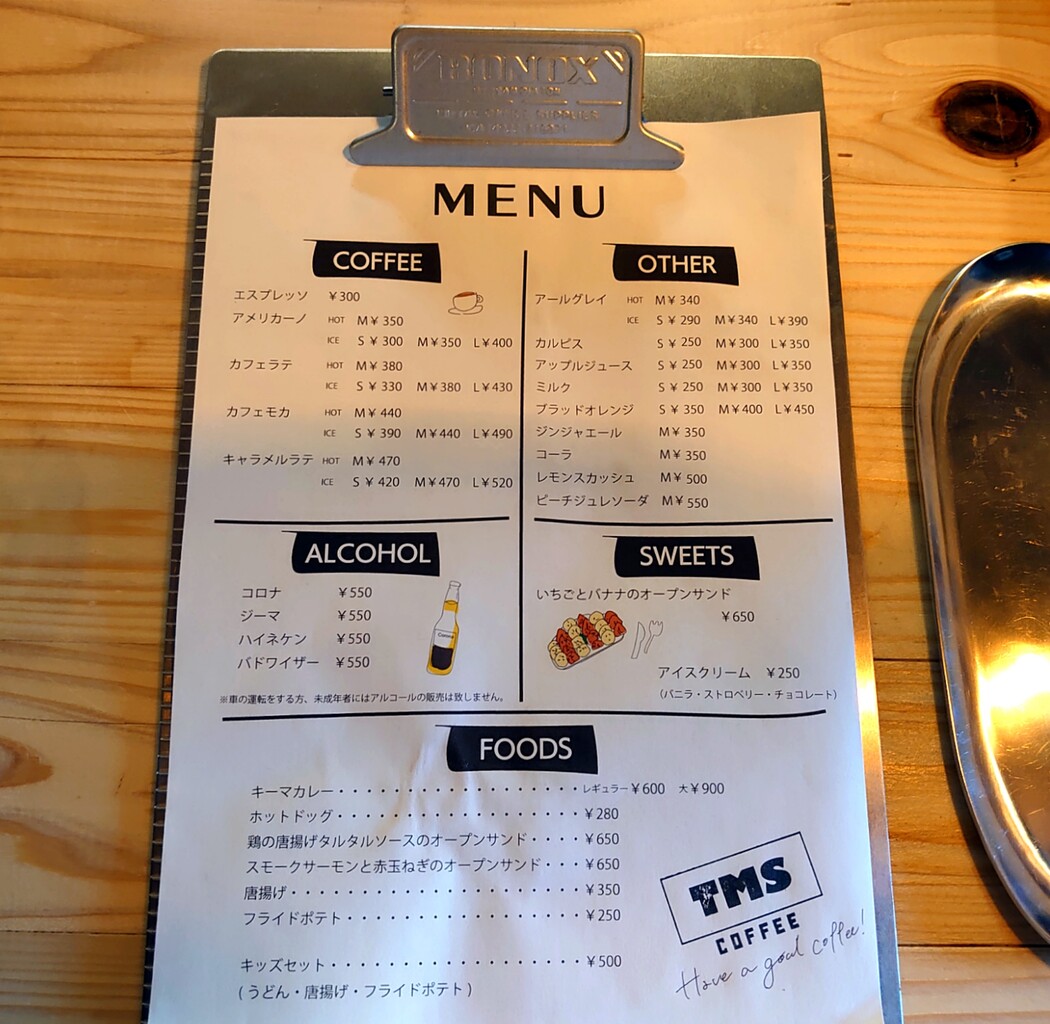 BONOX
MENU
COFFEE
エスプレッソ ¥300
アメリカーノ HOT M¥350
ICE S¥300 M¥350 L¥400
カフェラテ HOT M¥380
ICE S¥330 M¥380 L¥430
カフェモカ HOT M¥440
ICE S¥390 M¥440 L¥490
キャラメルラテ HOT M¥470
ICE S¥420 M¥470 L¥520
OTHER
アールグレイ HOT M¥340
ICE S¥290 M¥340 L¥390
カルピス S¥250 M¥300 L¥350
アップルジュース S¥250 M¥300 L¥350
ミルク S¥250 M¥300 L¥350
ブラッドオレンジ S¥350 M¥400 L¥450
ジンジャエール M¥350
コーラ M¥350
レモンスカッシュ M¥500
ピーチジュレソーダ M¥550
ALCOHOL
コロナ ¥550
ジーマ ¥550
ハイネケン ¥550
バドワイザー ¥550
※車の運転をする方、未成年者にはアルコールの販売は致しません。
SWEETS
いちごとバナナのオープンサンド
¥650
アイスクリーム ¥250
(バニラ・ストロベリー・チョコレート)
FOODS
キーマカレー・・・・・・・・・・・・・・・・・・レギュラー¥600 大¥900
ホットドッグ・・・・・・・・・・・・・・・・・・¥280
鶏の唐揚げタルタルソースのオープンサンド・・・・¥650
スモークサーモンと赤玉ねぎのオープンサンド・・・¥650
唐揚げ・・・・・・・・・・・・・・・・・・・・・¥350
フライドポテト・・・・・・・・・・・・・・・・・¥250
キッズセット・・・・・・・・・・・・・・・・・・¥500
(うどん・唐揚げ・フライドポテト)
TMS
COFFEE
Have a good coffee!